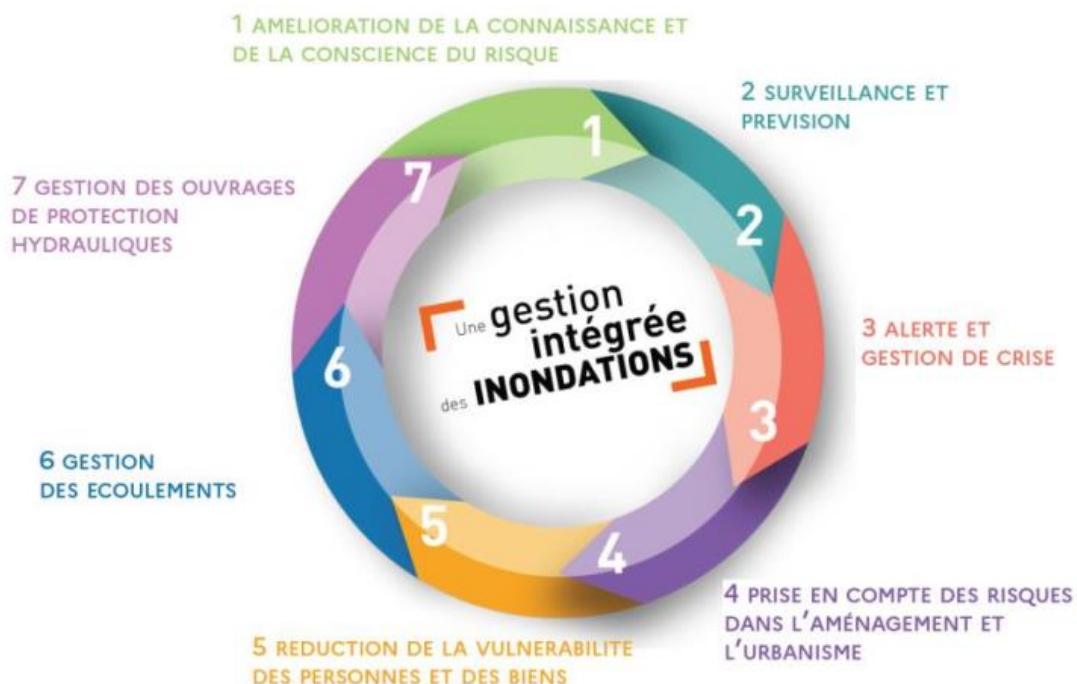 1 AMELIORATION DE LA CONNAISSANCE ET
DE LA CONSCIENCE DU RISQUE
2 SURVEILLANCE ET
PREVISION
7 GESTION DES OUVRAGES
DE PROTECTION
HYDRAULIQUES
1
2
3
4
5
6
7
Une gestion
intégrée
des INONDATIONS
3 ALERTE ET
GESTION DE CRISE
6 GESTION
DES ECOULEMENTS
4 PRISE EN COMPTE DES RISQUES
DANS L'AMÉNAGEMENT ET
L'URBANISME
5 REDUCTION DE LA VULNERABILITE
DES PERSONNES ET DES BIENS